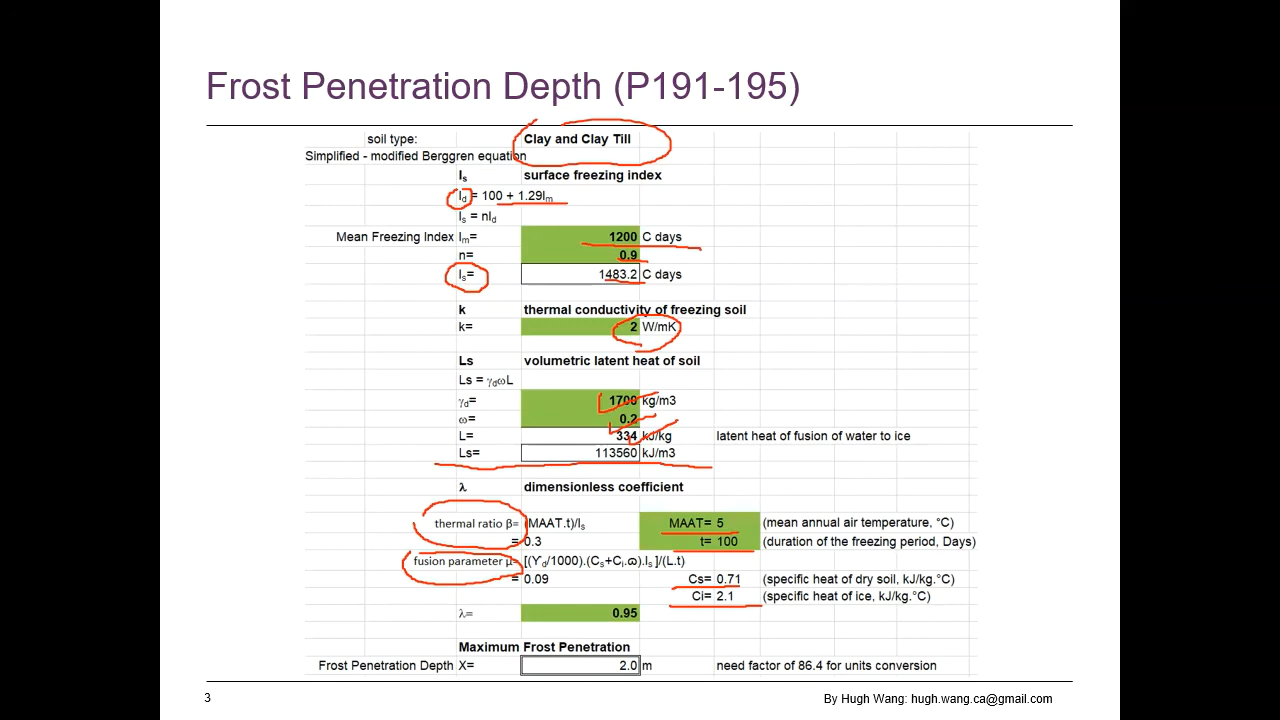 Frost Penetration Depth (P191-195)
soil type: Clay and Clay Till
Simplified - modified Berggren equation
Is surface freezing index
Id = 100 + 1.29Im
Is = nId
Mean Freezing Index Im= 1200 C days
n= 0.9
Is= 1483.2 C days
k thermal conductivity of freezing soil
k= 2 W/mK
Ls volumetric latent heat of soil
Ls = γdωL
γd= 1700 kg/m3
ω= 0.2
L= 334 kJ/kg latent heat of fusion of water to ice
Ls= 113560 kJ/m3
λ dimensionless coefficient
thermal ratio β= (MAAT.t)/Is MAAT= 5 (mean annual air temperature, °C)
= 0.3 t= 100 (duration of the freezing period, Days)
fusion parameter μ= [(ϒd/1000).(Cs+Ci.ω).Is]/(L.t)
= 0.09 Cs= 0.71 (specific heat of dry soil, kJ/kg.°C)
Ci= 2.1 (specific heat of ice, kJ/kg.°C)
λ= 0.95
Maximum Frost Penetration
Frost Penetration Depth X= 2.0 m need factor of 86.4 for units conversion
3 By Hugh Wang: hugh.wang.ca@gmail.com